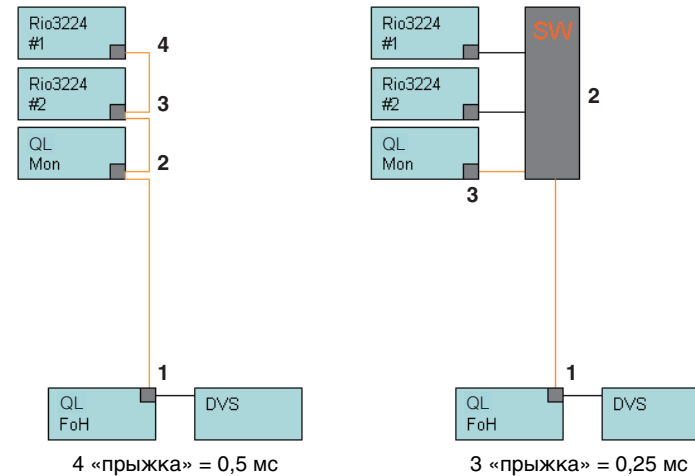 Rio3224
#1
4
Rio3224
#2
3
QL
Mon
2
1
QL
FoH
DVS
4 «прыжка» = 0,5 мс
Rio3224
#1
SW
Rio3224
#2
2
QL
Mon
3
1
QL
FoH
DVS
3 «прыжка» = 0,25 мс